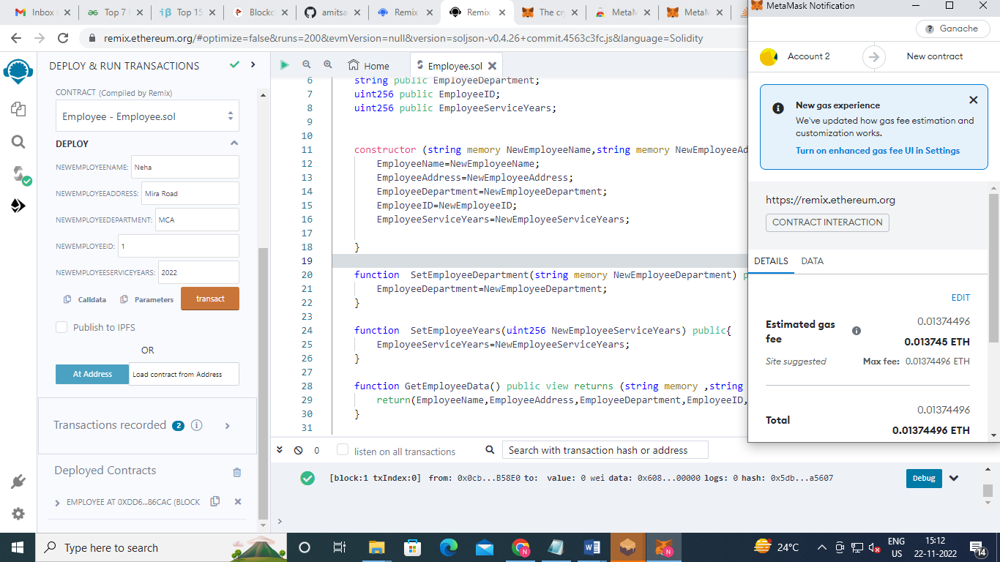 Inbox
Top 7
Top 15
Blockc
amitsa
Remix
Remix
The cry
MetaM
MetaM
MetaMask Notification
remix.ethereum.org/#optimize=false&runs=200&evmVersion=null&version=soljson-v0.4.26+commit.4563c3fc.js&language=Solidity
Ganache
Account 2
New contract
DEPLOY & RUN TRANSACTIONS
Home
Employee.sol
CONTRACT (Compiled by Remix)
Employee - Employee.sol
DEPLOY
NEWEMPLOYEENAME: Neha
NEWEMPLOYEEADDRESS: Mira Road
NEWEMPLOYEEDEPARTMENT: MCA
NEWEMPLOYEEID: 1
NEWEMPLOYEESERVICEYEARS: 2022
Calldata
Parameters
transact
Publish to IPFS
OR
At Address
Load contract from Address
Transactions recorded 2
Deployed Contracts
EMPLOYEE AT 0XDD6...86CAC (BLOCK
6 string public EmployeeDepartment;
7 uint256 public EmployeeID;
8 uint256 public EmployeeServiceYears;
9
10
11 constructor (string memory NewEmployeeName,string memory NewEmployeeAd
12 EmployeeName=NewEmployeeName;
13 EmployeeAddress=NewEmployeeAddress;
14 EmployeeDepartment=NewEmployeeDepartment;
15 EmployeeID=NewEmployeeID;
16 EmployeeServiceYears=NewEmployeeServiceYears;
17
18 }
19
20 function  SetEmployeeDepartment(string memory NewEmployeeDepartment) p
21 EmployeeDepartment=NewEmployeeDepartment;
22 }
23
24 function  SetEmployeeYears(uint256 NewEmployeeServiceYears) public{
25 EmployeeServiceYears=NewEmployeeServiceYears;
26 }
27
28 function GetEmployeeData() public view returns (string memory ,string
29 return(EmployeeName,EmployeeAddress,EmployeeDepartment,EmployeeID,
30 }
31
0
listen on all transactions
Search with transaction hash or address
[block:1 txIndex:0] from: 0x0cb...B58E0 to: value: 0 wei data: 0x608...00000 logs: 0 hash: 0x5db...a5607
Debug
>
New gas experience
We've updated how gas fee estimation and
customization works.
Turn on enhanced gas fee UI in Settings
https://remix.ethereum.org
CONTRACT INTERACTION
DETAILS
DATA
EDIT
Estimated gas
fee
0.01374496
0.013745 ETH
Site suggested
Max fee: 0.01374496 ETH
Total
0.01374496
0.01374496 ETH
Type here to search
24°C
ENG
US
15:12
22-11-2022
14